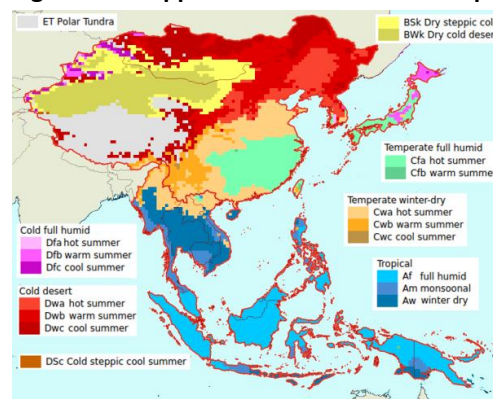 ET Polar Tundra
BSk Dry steppic col
BWk Dry cold desert
Temperate full humid
Cfa hot summer
Cfb warm summe
Temperate winter-dry
Cwa hot summer
Cwb warm summer
Cwc cool summer
Cold full humid
Dfa hot summer
Dfb warm summer
Dfc cool summer
Cold desert
Dwa hot summer
Dwb warm summer
Dwc cool summer
Tropical
Af full humid
Am monsoonal
Aw winter dry
DSc Cold steppic cool summer